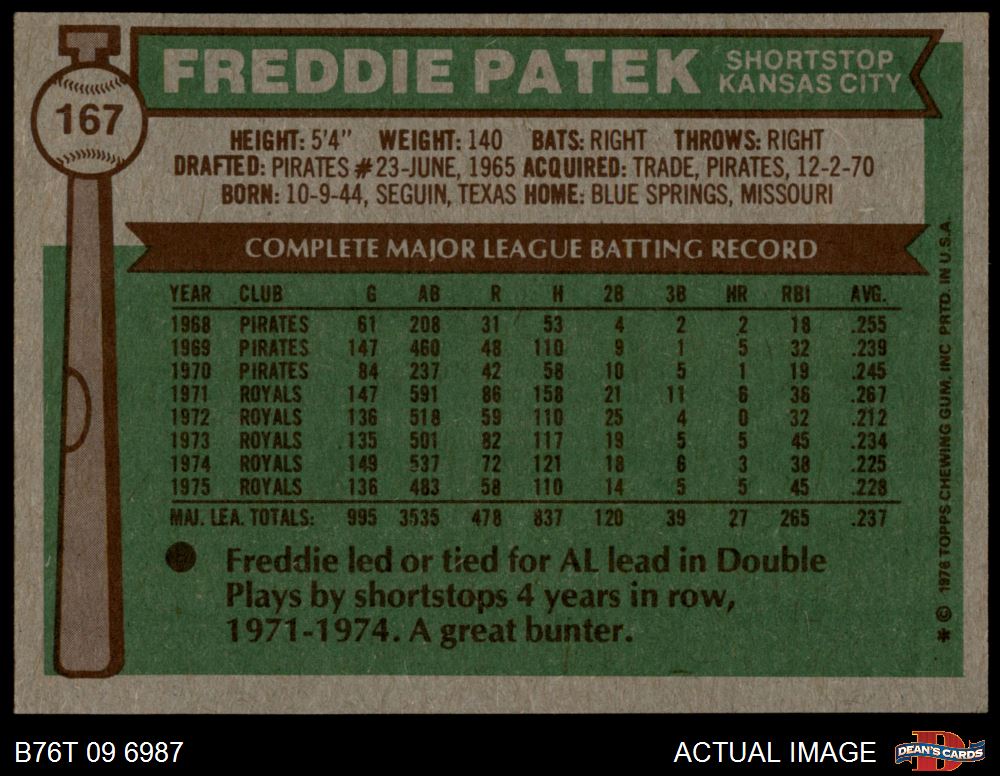 167
FREDDIE PATEK
SHORTSTOP
KANSAS CITY
HEIGHT: 5'4" WEIGHT: 140 BATS: RIGHT THROWS: RIGHT
DRAFTED: PIRATES #23-JUNE, 1965 ACQUIRED: TRADE, PIRATES, 12-2-70
BORN: 10-9-44, SEGUIN, TEXAS HOME: BLUE SPRINGS, MISSOURI
COMPLETE MAJOR LEAGUE BATTING RECORD
YEAR CLUB G AB R H 2B 3B HR RBI AVG.
1968 PIRATES 61 208 31 53 4 2 2 18 .255
1969 PIRATES 147 460 48 110 9 1 5 32 .239
1970 PIRATES 84 237 42 58 10 5 1 19 .245
1971 ROYALS 147 591 86 158 21 11 6 36 .267
1972 ROYALS 136 518 59 110 25 4 0 32 .212
1973 ROYALS 135 501 82 117 19 5 5 45 .234
1974 ROYALS 149 537 72 121 18 6 3 38 .225
1975 ROYALS 136 483 58 110 14 5 5 45 .228
MAJ. LEA. TOTALS: 995 3535 478 837 120 39 27 265 .237
Freddie led or tied for AL lead in Double
Plays by shortstops 4 years in row,
1971-1974. A great bunter.
* © 1976 TOPPS CHEWING GUM, INC PRTD. IN U.S.A.
B76T 09 6987
ACTUAL IMAGE
DEAN'S CARDS